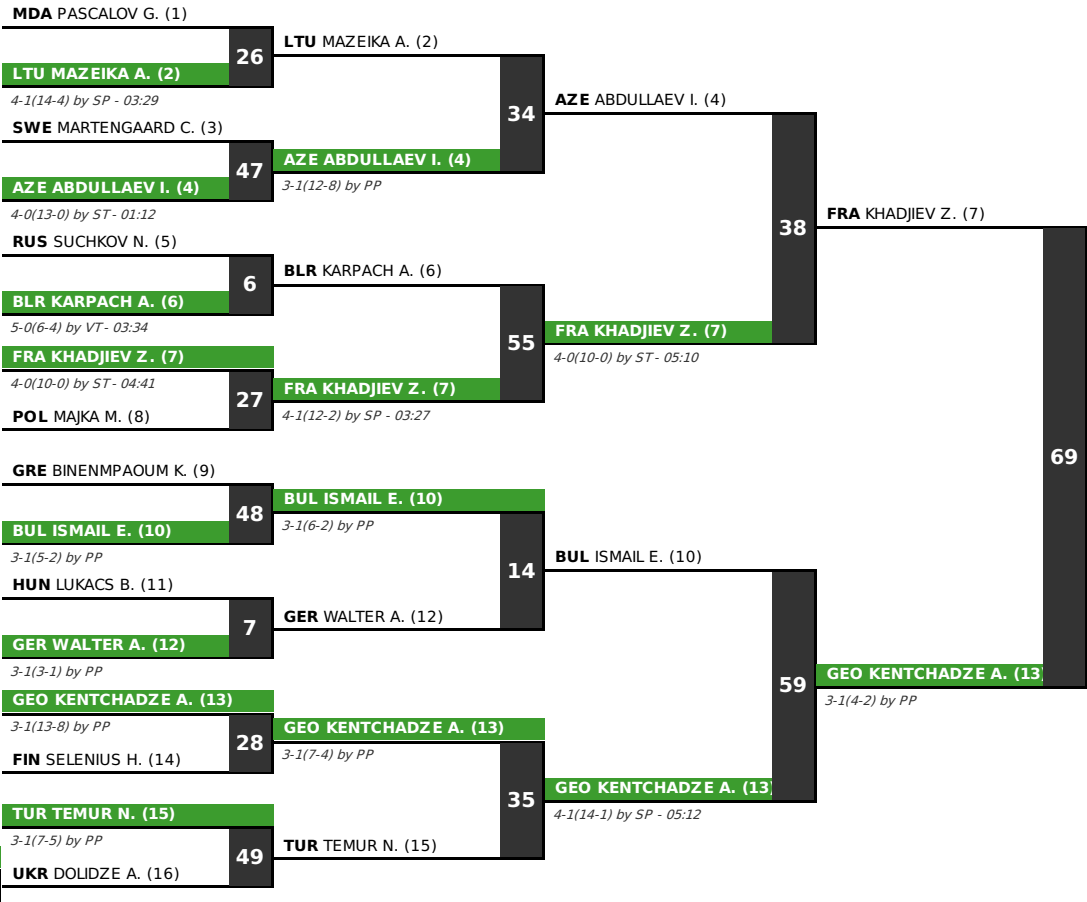 MDA PASCALOV G. (1)
26
LTU MAZEIKA A. (2)
4-1(14-4) by SP - 03:29
SWE MARTENGAARD C. (3)
47
AZE ABDULLAEV I. (4)
4-0(13-0) by ST - 01:12
RUS SUCHKOV N. (5)
6
BLR KARPACH A. (6)
5-0(6-4) by VT - 03:34
FRA KHADJIEV Z. (7)
4-0(10-0) by ST - 04:41
27
POL MAJKA M. (8)
GRE BINENMPAOUM K. (9)
48
BUL ISMAIL E. (10)
3-1(5-2) by PP
HUN LUKACS B. (11)
7
GER WALTER A. (12)
3-1(3-1) by PP
GEO KENTCHADZE A. (13)
3-1(13-8) by PP
28
FIN SELENIUS H. (14)
TUR TEMUR N. (15)
3-1(7-5) by PP
49
UKR DOLIDZE A. (16)
LTU MAZEIKA A. (2)
34
AZE ABDULLAEV I. (4)
3-1(12-8) by PP
BLR KARPACH A. (6)
55
FRA KHADJIEV Z. (7)
4-1(12-2) by SP - 03:27
BUL ISMAIL E. (10)
3-1(6-2) by PP
14
GER WALTER A. (12)
GEO KENTCHADZE A. (13)
3-1(7-4) by PP
35
TUR TEMUR N. (15)
AZE ABDULLAEV I. (4)
38
FRA KHADJIEV Z. (7)
4-0(10-0) by ST - 05:10
BUL ISMAIL E. (10)
59
GEO KENTCHADZE A. (13)
4-1(14-1) by SP - 05:12
FRA KHADJIEV Z. (7)
69
GEO KENTCHADZE A. (13
3-1(4-2) by PP